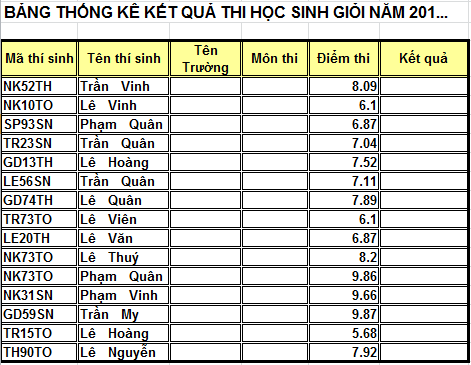 BẢNG THỐNG KÊ KẾT QUẢ THI HỌC SINH GIỎI NĂM 201...
Mã thí sinh Tên thí sinh Tên Trường Môn thi Điểm thi Kết quả
NK52TH Trần Vinh 8.09
NK10TO Lê Vinh 6.1
SP93SN Phạm Quân 6.87
TR23SN Trần Quân 7.04
GD13TH Lê Hoàng 7.52
LE56SN Trần Quân 7.11
GD74TH Lê Quân 7.89
TR73TO Lê Viên 6.1
LE20TH Lê Văn 6.87
NK73TO Lê Thuý 8.2
NK73TO Phạm Quân 9.86
NK31SN Phạm Vinh 9.66
GD59SN Trần My 9.87
TR15TO Lê Hoàng 5.68
TH90TO Lê Nguyễn 7.92